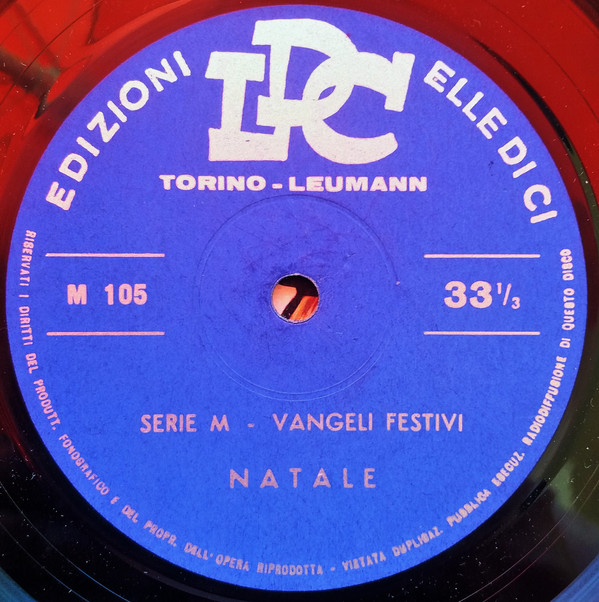 EDIZIONI LDC ELLE DI CI
TORINO-LEUMANN
M 105
33 1/3
SERIE M - VANGELI FESTIVI
NATALE
RISERVATI I DIRITTI DEL PRODUTT. FONOGRAFICO E DEL PROPR. DELL'OPERA RIPRODOTTA - VIETATA DUPLICAZ. PUBBLICA ESECUZ. RADIODIFFUSIONE DI QUESTO DISCO